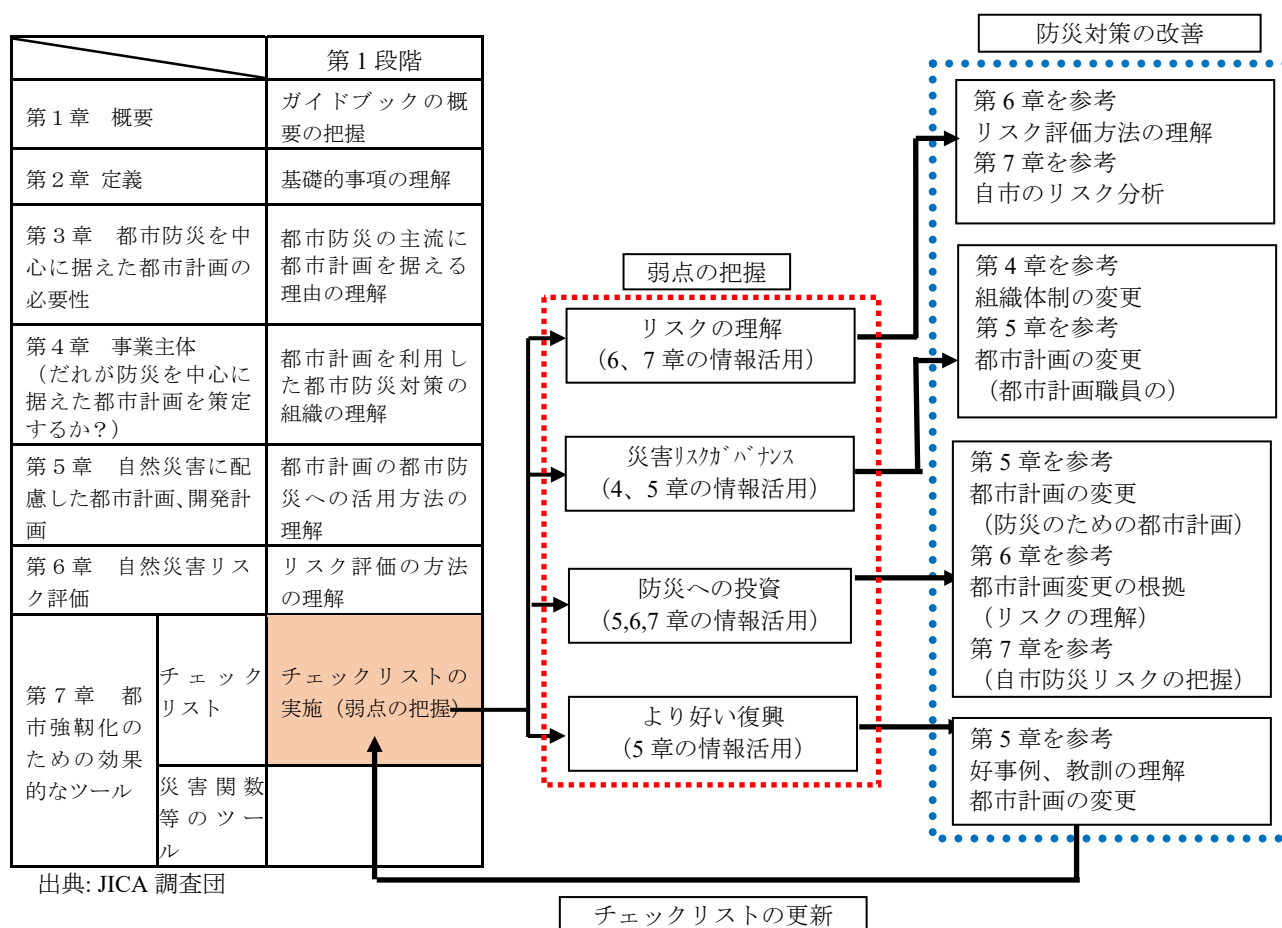 第1段階
第1章　概要
ガイドブックの概
要の把握
第2章 定義
基礎的事項の理解
第3章　都市防災を中
心に据えた都市計画の
必要性
都市防災の主流に
都市計画を据える
理由の理解
第4章　事業主体
（だれが防災を中心に
据えた都市計画を策定
するか？）
都市計画を利用し
た都市防災対策の
組織の理解
第5章　自然災害に配
慮した都市計画、開発計
画
都市計画の都市防
災への活用方法の
理解
第6章　自然災害リス
ク評価
リスク評価の方法
の理解
第7章　都
市強靭化の
ための効果
的なツール
チェック
リスト
チェックリストの
実施（弱点の把握）
災害関数
等のツー
ル
出典: JICA 調査団
弱点の把握
リスクの理解
（6、7 章の情報活用）
災害ﾘｽｸｶﾞﾊﾞﾅﾝｽ
（4、5 章の情報活用）
防災への投資
（5,6,7 章の情報活用）
より好い復興
（5 章の情報活用）
防災対策の改善
第 6 章を参考
リスク評価方法の理解
第 7 章を参考
自市のリスク分析
第 4 章を参考
組織体制の変更
第 5 章を参考
都市計画の変更
（都市計画職員の）
第 5 章を参考
都市計画の変更
（防災のための都市計画）
第 6 章を参考
都市計画変更の根拠
（リスクの理解）
第 7 章を参考
（自市防災リスクの把握）
第 5 章を参考
好事例、教訓の理解
都市計画の変更
チェックリストの更新